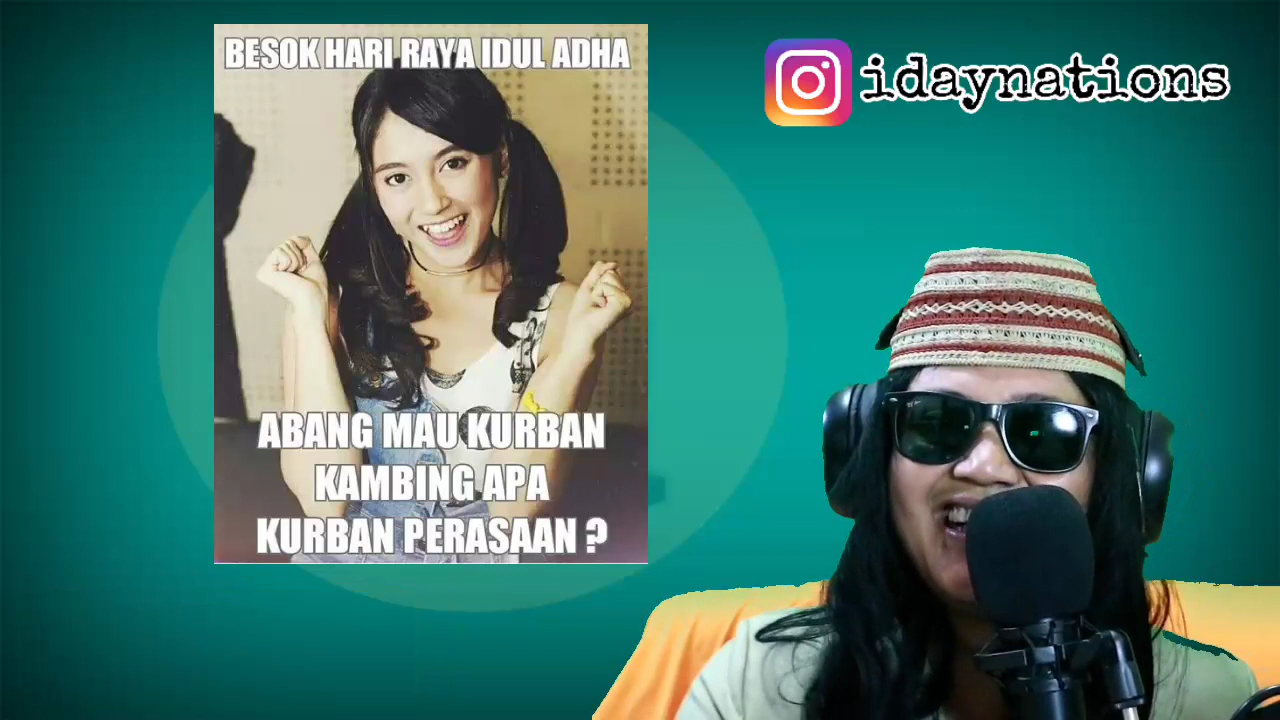 BESOK HARI RAYA IDUL ADHA
idaynations
ABANG MAU KURBAN
KAMBING APA
KURBAN PERASAAN ?